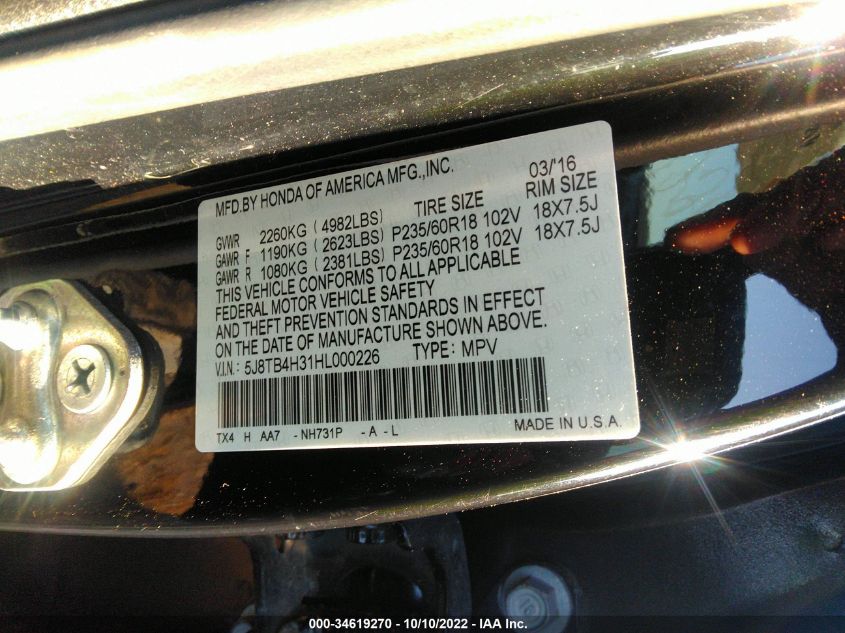 MFD.BY HONDA OF AMERICA MFG.,INC. 03/'16
TIRE SIZE RIM SIZE
GVWR 2260KG (4982LBS)
GAWR F 1190KG (2623LBS) P235/60R18 102V 18X7.5J
GAWR R 1080KG (2381LBS) P235/60R18 102V 18X7.5J
THIS VEHICLE CONFORMS TO ALL APPLICABLE
FEDERAL MOTOR VEHICLE SAFETY
AND THEFT PREVENTION STANDARDS IN EFFECT
ON THE DATE OF MANUFACTURE SHOWN ABOVE.
V.I.N.: 5J8TB4H31HL000226 TYPE: MPV
TX4 H AA7 -NH731P -A-L MADE IN U.S.A.
000-34619270 - 10/10/2022 - IAA Inc.